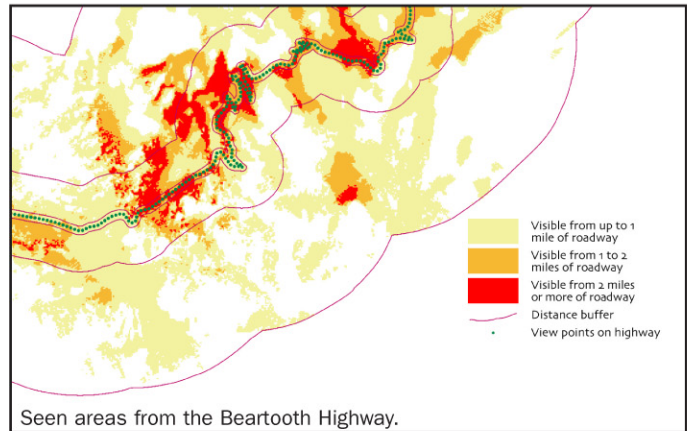 Visible from up to 1
mile of roadway
Visible from 1 to 2
miles of roadway
Visible from 2 miles
or more of roadway
Distance buffer
View points on highway
Seen areas from the Beartooth Highway.